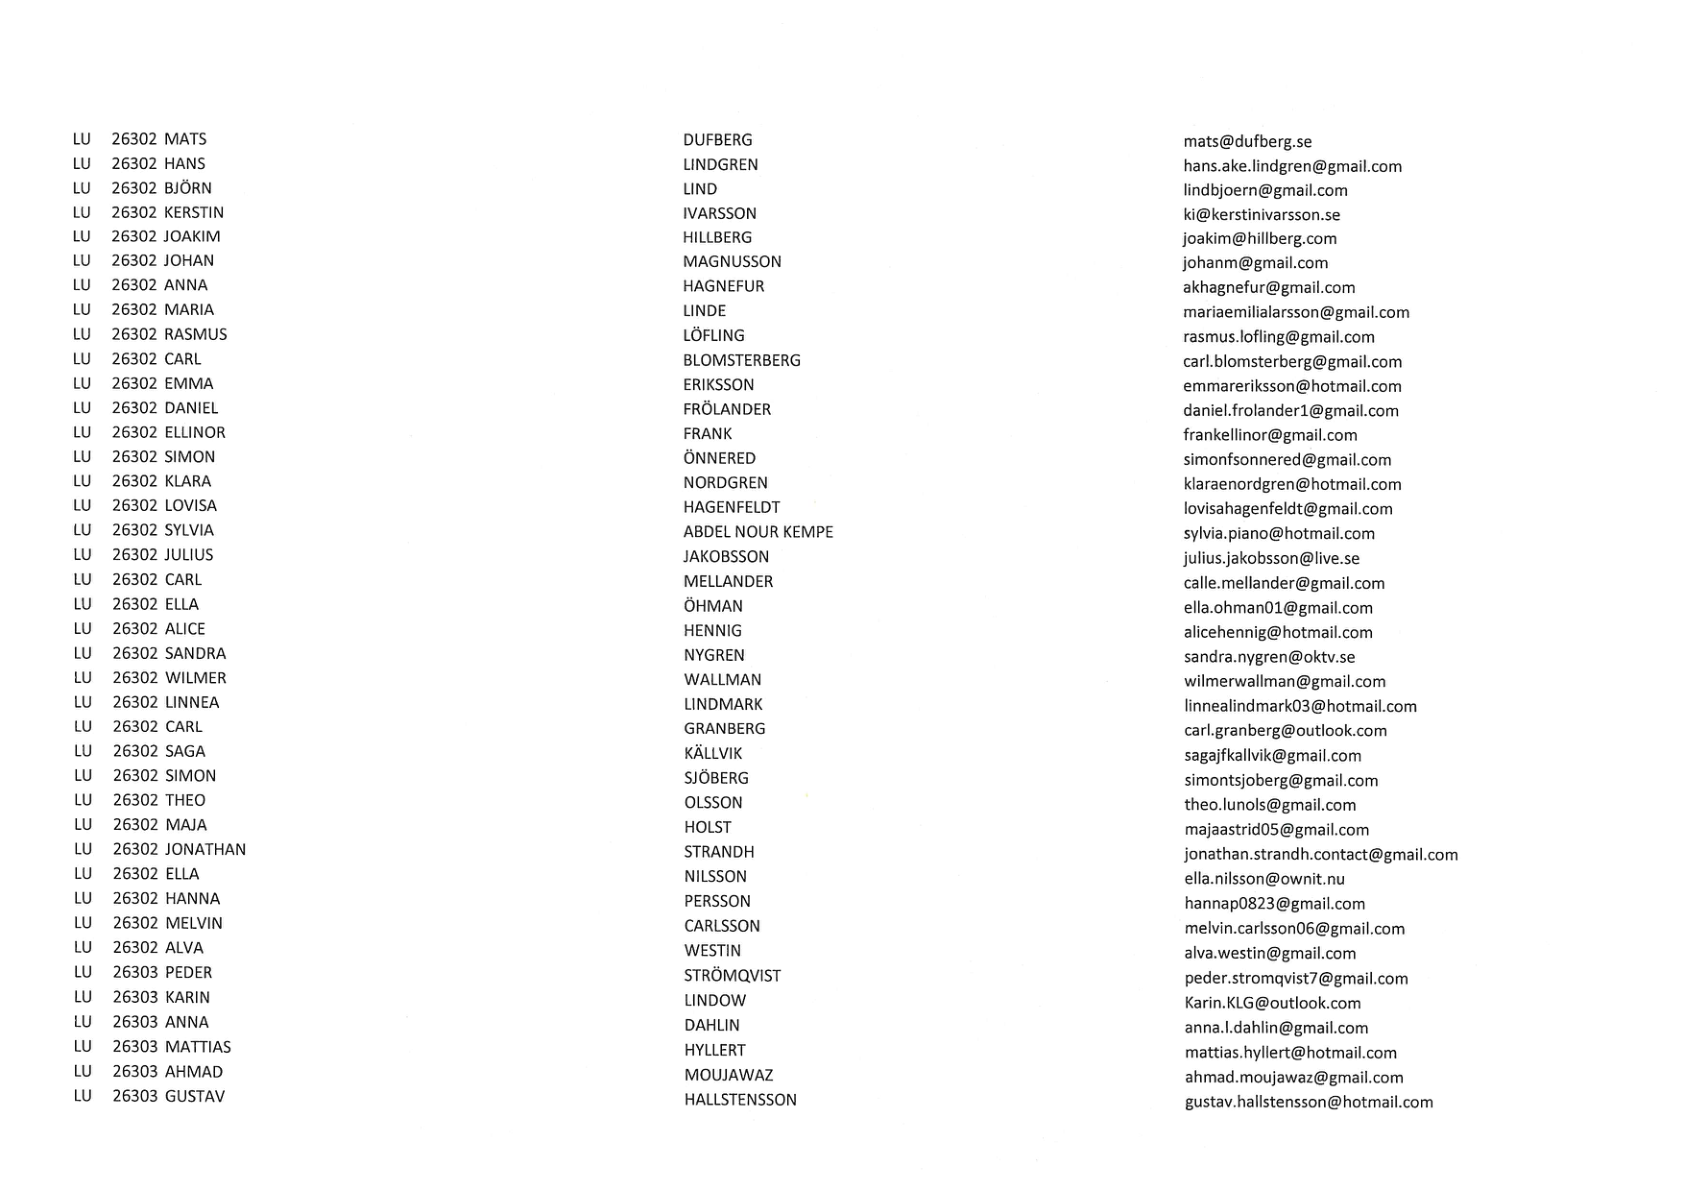 LU 26302 MATS DUFBERG mats@dufberg.se
LU 26302 HANS LINDGREN hans.ake.lindgren@gmail.com
LU 26302 BJÖRN LIND lindbjoern@gmail.com
LU 26302 KERSTIN IVARSSON ki@kerstinivarsson.se
LU 26302 JOAKIM HILLBERG joakim@hillberg.com
LU 26302 JOHAN MAGNUSSON johanm@gmail.com
LU 26302 ANNA HAGNEFUR akhagnefur@gmail.com
LU 26302 MARIA LINDE mariaemilialarsson@gmail.com
LU 26302 RASMUS LÖFLING rasmus.lofling@gmail.com
LU 26302 CARL BLOMSTERBERG carl.blomsterberg@gmail.com
LU 26302 EMMA ERIKSSON emmareriksson@hotmail.com
LU 26302 DANIEL FRÖLANDER daniel.frolander1@gmail.com
LU 26302 ELLINOR FRANK frankellinor@gmail.com
LU 26302 SIMON ÖNNERED simonfsonnered@gmail.com
LU 26302 KLARA NORDGREN klaraenordgren@hotmail.com
LU 26302 LOVISA HAGENFELDT lovisahagenfeldt@gmail.com
LU 26302 SYLVIA ABDEL NOUR KEMPE sylvia.piano@hotmail.com
LU 26302 JULIUS JAKOBSSON julius.jakobsson@live.se
LU 26302 CARL MELLANDER calle.mellander@gmail.com
LU 26302 ELLA ÖHMAN ella.ohman01@gmail.com
LU 26302 ALICE HENNIG alicehennig@hotmail.com
LU 26302 SANDRA NYGREN sandra.nygren@oktv.se
LU 26302 WILMER WALLMAN wilmerwallman@gmail.com
LU 26302 LINNEA LINDMARK linnealindmark03@hotmail.com
LU 26302 CARL GRANBERG carl.granberg@outlook.com
LU 26302 SAGA KÄLLVIK sagajfkallvik@gmail.com
LU 26302 SIMON SJÖBERG simontsjoberg@gmail.com
LU 26302 THEO OLSSON theo.lunols@gmail.com
LU 26302 MAJA HOLST majaastrid05@gmail.com
LU 26302 JONATHAN STRANDH jonathan.strandh.contact@gmail.com
LU 26302 ELLA NILSSON ella.nilsson@ownit.nu
LU 26302 HANNA PERSSON hannap0823@gmail.com
LU 26302 MELVIN CARLSSON melvin.carlsson06@gmail.com
LU 26302 ALVA WESTIN alva.westin@gmail.com
LU 26303 PEDER STRÖMQVIST peder.stromqvist7@gmail.com
LU 26303 KARIN LINDOW Karin.KLG@outlook.com
LU 26303 ANNA DAHLIN anna.l.dahlin@gmail.com
LU 26303 MATTIAS HYLLERT mattias.hyllert@hotmail.com
LU 26303 AHMAD MOUJAWAZ ahmad.moujawaz@gmail.com
LU 26303 GUSTAV HALLSTENSSON gustav.hallstensson@hotmail.com